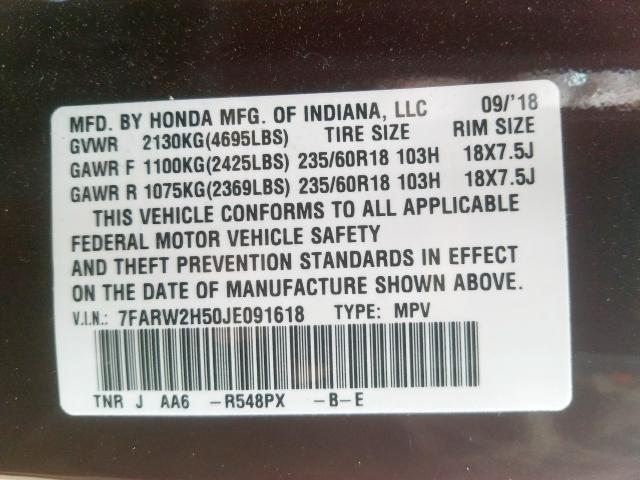 MFD. BY HONDA MFG. OF INDIANA, LLC 09/'18
GVWR 2130KG(4695LBS) TIRE SIZE RIM SIZE
GAWR F 1100KG(2425LBS) 235/60R18 103H 18X7.5J
GAWR R 1075KG(2369LBS) 235/60R18 103H 18X7.5J
THIS VEHICLE CONFORMS TO ALL APPLICABLE
FEDERAL MOTOR VEHICLE SAFETY
AND THEFT PREVENTION STANDARDS IN EFFECT
ON THE DATE OF MANUFACTURE SHOWN ABOVE.
V.I.N.: 7FARW2H50JE091618 TYPE: MPV
TNR J AA6 -R548PX -B-E